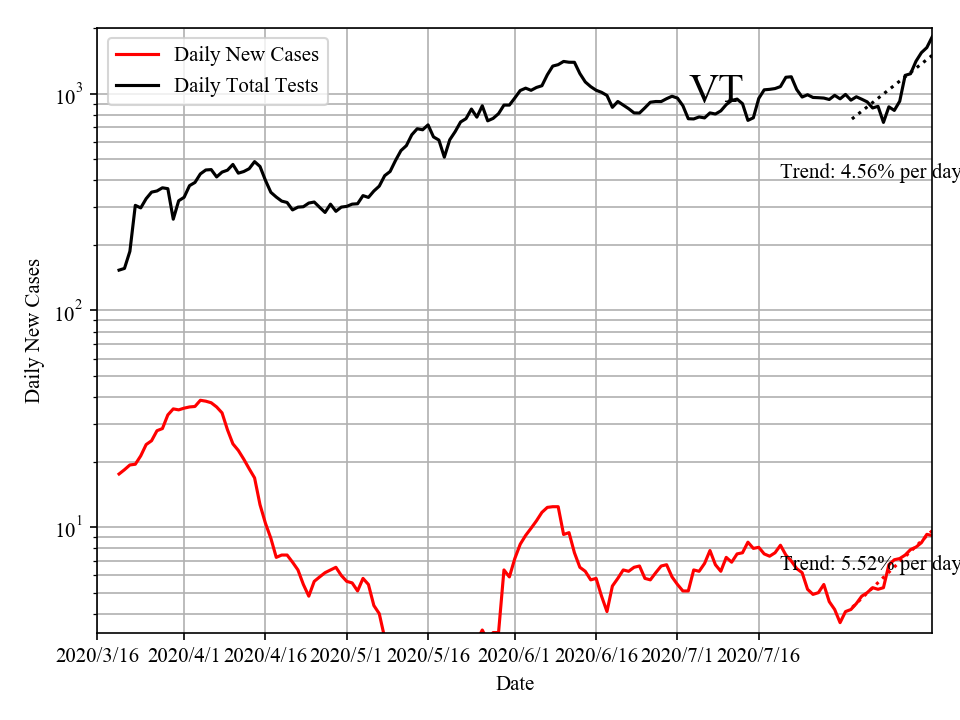 Daily New Cases
Daily Total Tests
VT
10^3
Trend: 4.56% per day
10^2
Daily New Cases
10^1
Trend: 5.52% per day
2020/3/16 2020/4/1 2020/4/16 2020/5/1 2020/5/16 2020/6/1 2020/6/16 2020/7/1 2020/7/16
Date